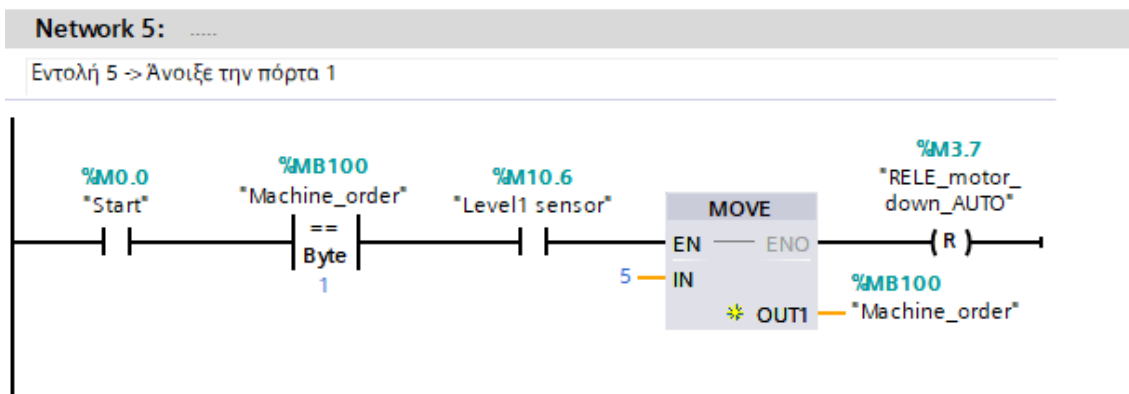 Network 5: .....
Εντολή 5 -> Άνοιξε την πόρτα 1
%M0.0
"Start"
%MB100
"Machine_order"
==
Byte
1
%M10.6
"Level1 sensor"
MOVE
EN ENO
5 IN
OUT1
%M3.7
"RELE_motor_
down_AUTO"
( R )
%MB100
"Machine_order"